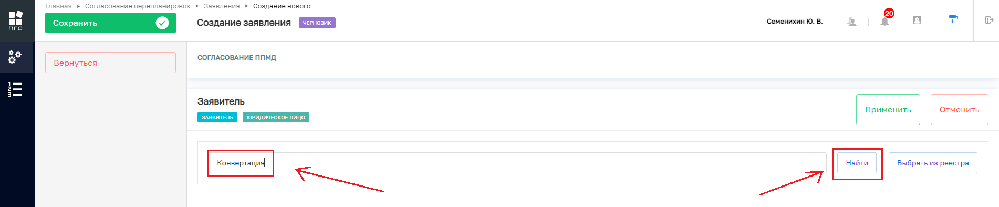 Главная ▸ Согласование перепланировок ▸ Заявления ▸ Создание нового
ПГС
Сохранить
Создание заявления ЧЕРНОВИК
Семенихин Ю. В.
20
Вернуться
СОГЛАСОВАНИЕ ППМД
Заявитель
ЗАЯВИТЕЛЬ ЮРИДИЧЕСКОЕ ЛИЦО
Применить Отменить
Конвертация Найти Выбрать из реестра